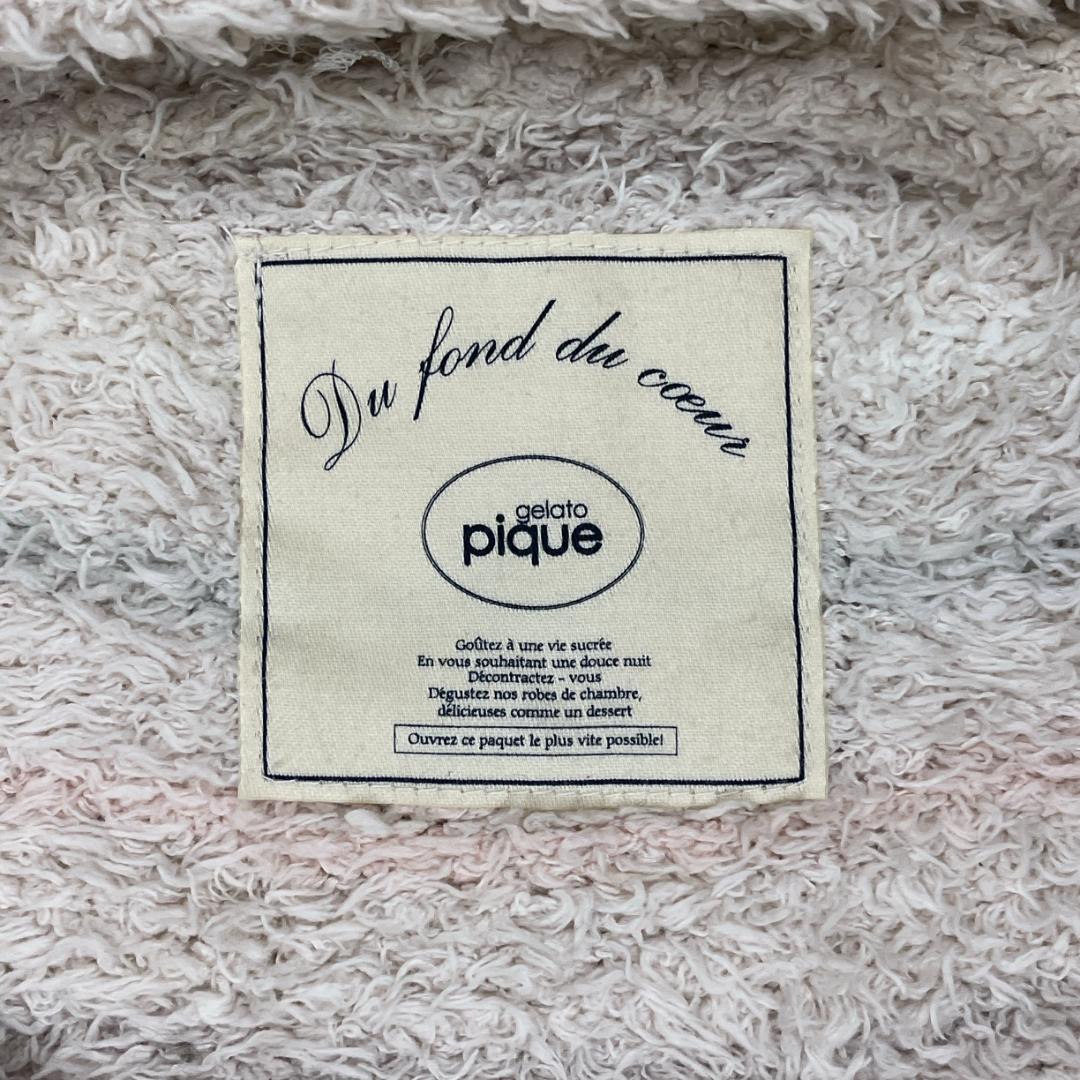 Du fond du cœur
gelato
pique
Goûtez à une vie sucrée
En vous souhaitant une douce nuit
Décontractez - vous
Dégustez nos robes de chambre,
délicieuses comme un dessert
Ouvrez ce paquet le plus vite possible!